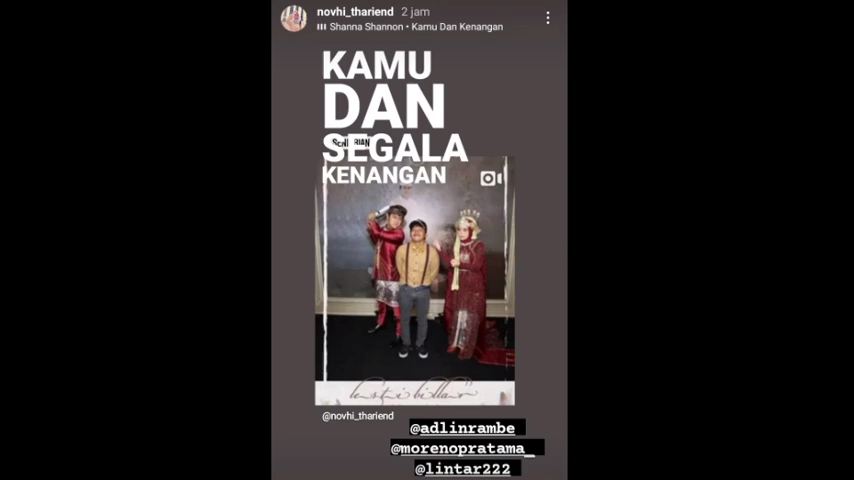 novhi_thariend 2 jam
Shanna Shannon • Kamu Dan Kenangan
KAMU
DAN
SEGALA
KENANGAN
@novhi_thariend
@adlinrambe
@morenopratama_
@lintar222